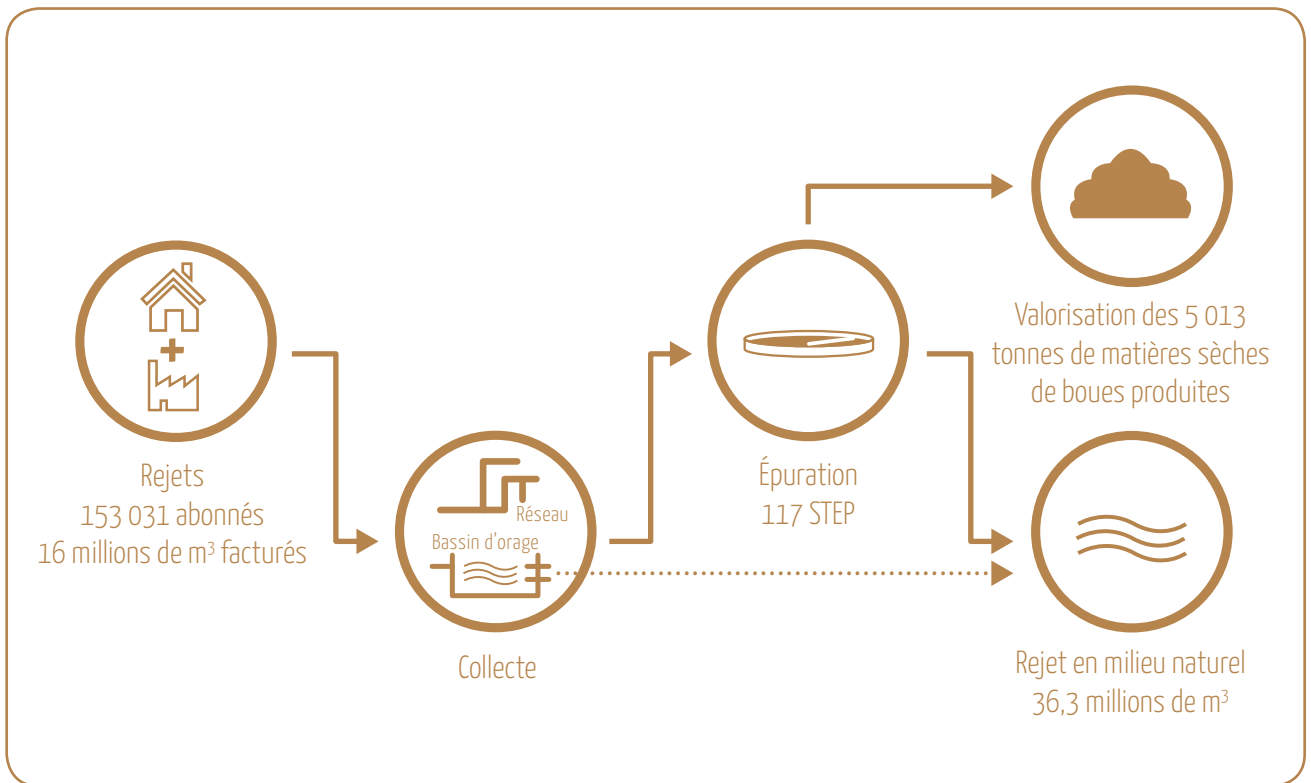 Rejets
153 031 abonnés
16 millions de m³ facturés
Réseau
Bassin d'orage
Collecte
Épuration
117 STEP
Valorisation des 5 013
tonnes de matières sèches
de boues produites
Rejet en milieu naturel
36,3 millions de m³